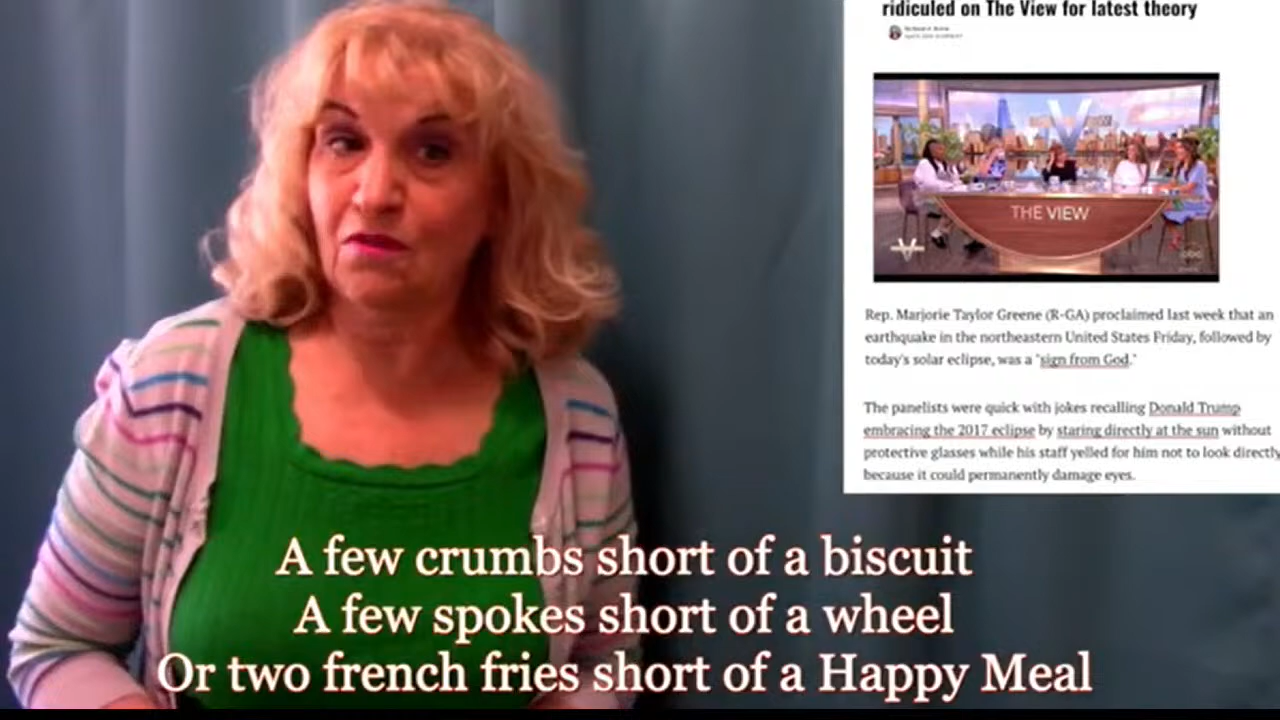 ridiculed on The View for latest theory
THE VIEW
abc
Rep. Marjorie Taylor Greene (R-GA) proclaimed last week that an
earthquake in the northeastern United States Friday, followed by
today's solar eclipse, was a "sign from God."
The panelists were quick with jokes recalling Donald Trump
embracing the 2017 eclipse by staring directly at the sun without
protective glasses while his staff yelled for him not to look directly
because it could permanently damage eyes.
A few crumbs short of a biscuit
A few spokes short of a wheel
Or two french fries short of a Happy Meal